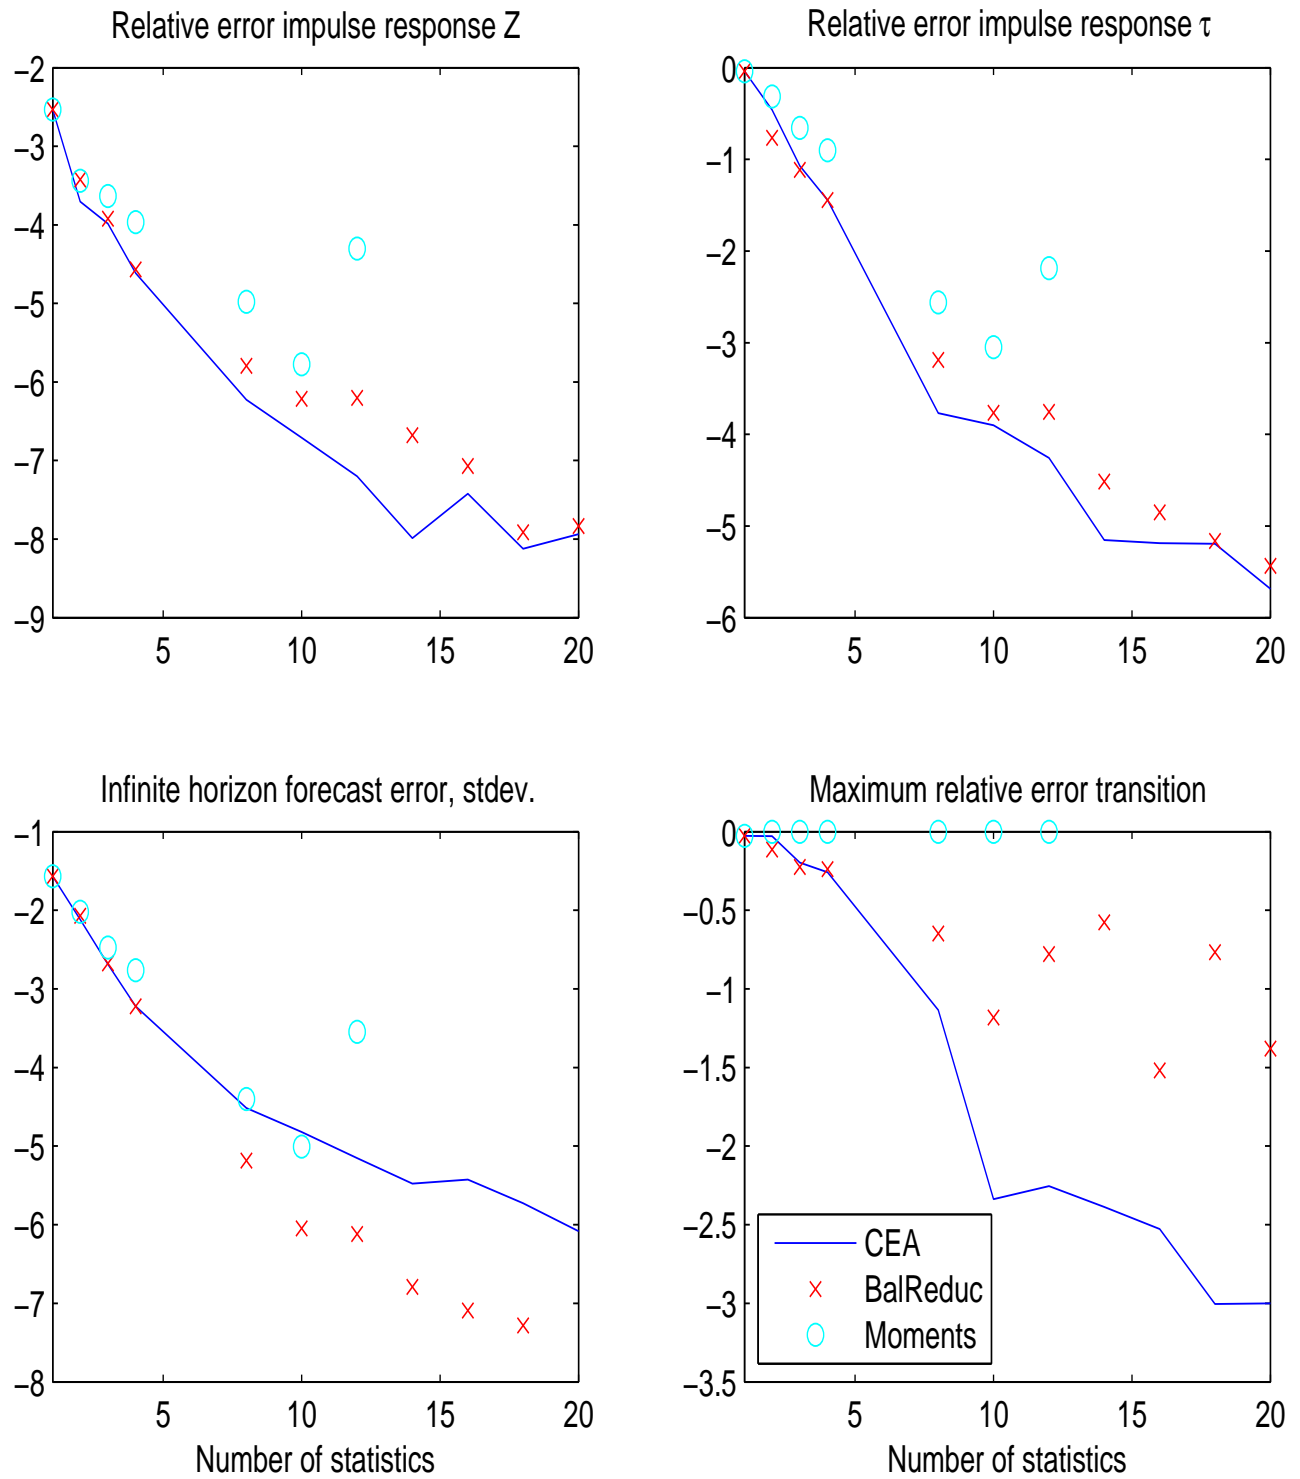 Relative error impulse response Z
−2
−3
−4
−5
−6
−7
−8
−9
5 10 15 20
Relative error impulse response τ
0
−1
−2
−3
−4
−5
−6
5 10 15 20
Infinite horizon forecast error, stdev.
−1
−2
−3
−4
−5
−6
−7
−8
5 10 15 20
Number of statistics
Maximum relative error transition
0
−0.5
−1
−1.5
−2
−2.5
−3
−3.5
CEA
BalReduc
Moments
5 10 15 20
Number of statistics